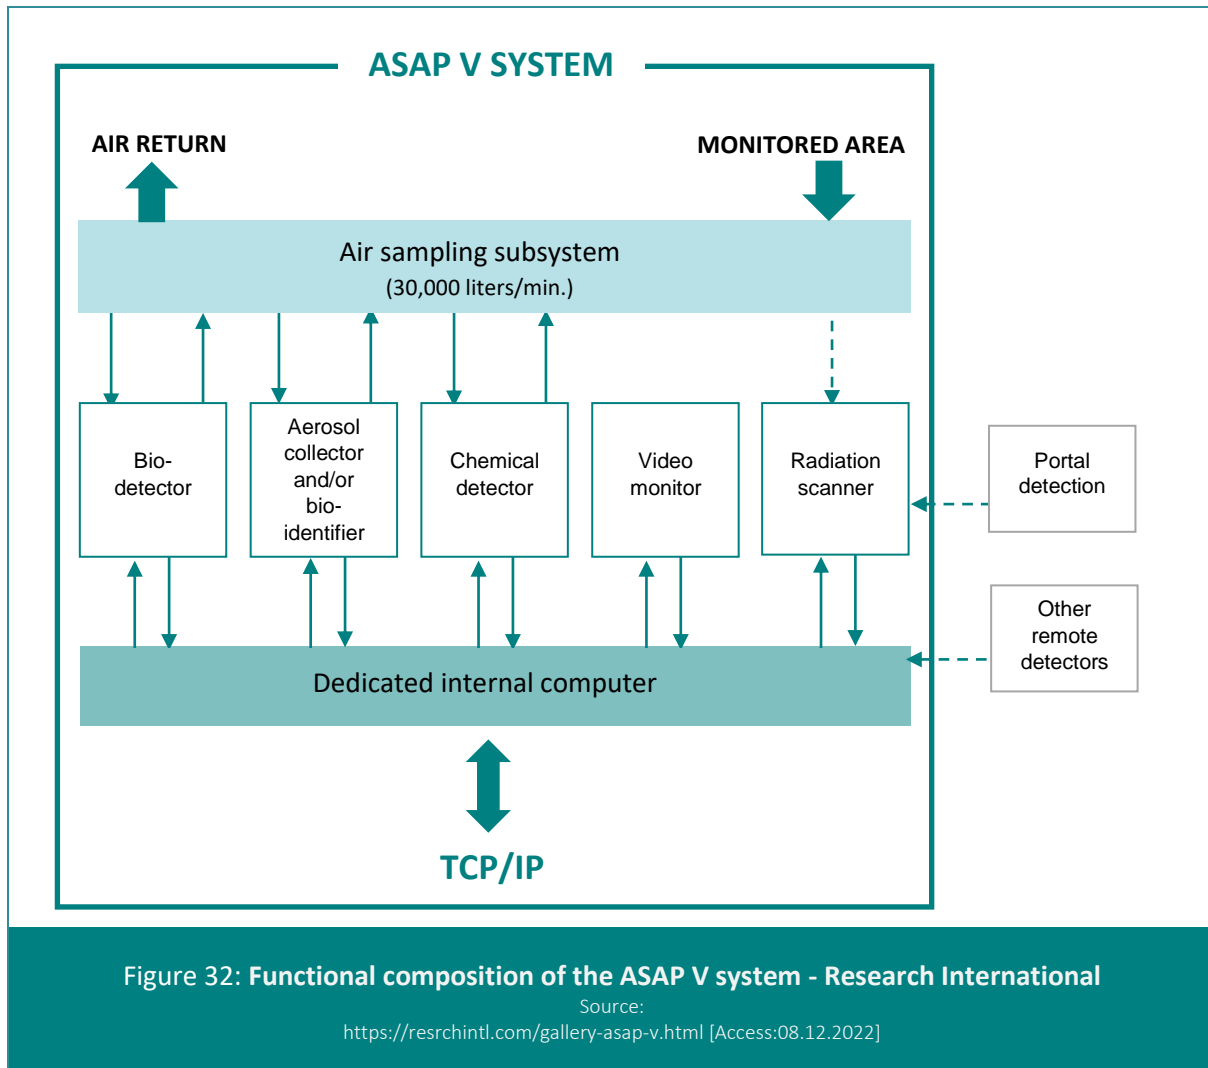 ASAP V SYSTEM
AIR RETURN
MONITORED AREA
Air sampling subsystem
(30,000 liters/min.)
Bio-
detector
Aerosol
collector
and/or
bio-
identifier
Chemical
detector
Video
monitor
Radiation
scanner
Portal
detection
Other
remote
detectors
Dedicated internal computer
TCP/IP
Figure 32: Functional composition of the ASAP V system - Research International
Source:
https://resrchintl.com/gallery-asap-v.html [Access:08.12.2022]